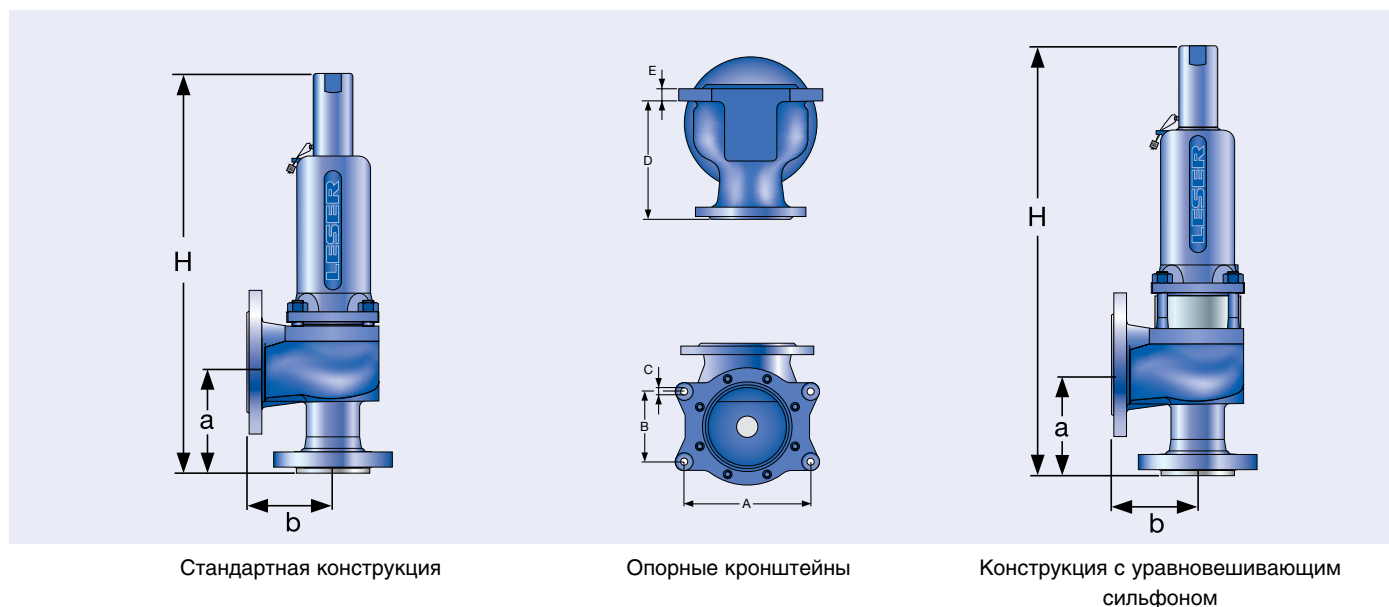 H
a
b
LESER
E
D
C
B
A
H
a
b
LESER
Стандартная конструкция
Опорные кронштейны
Конструкция с уравновешивающим
сильфоном